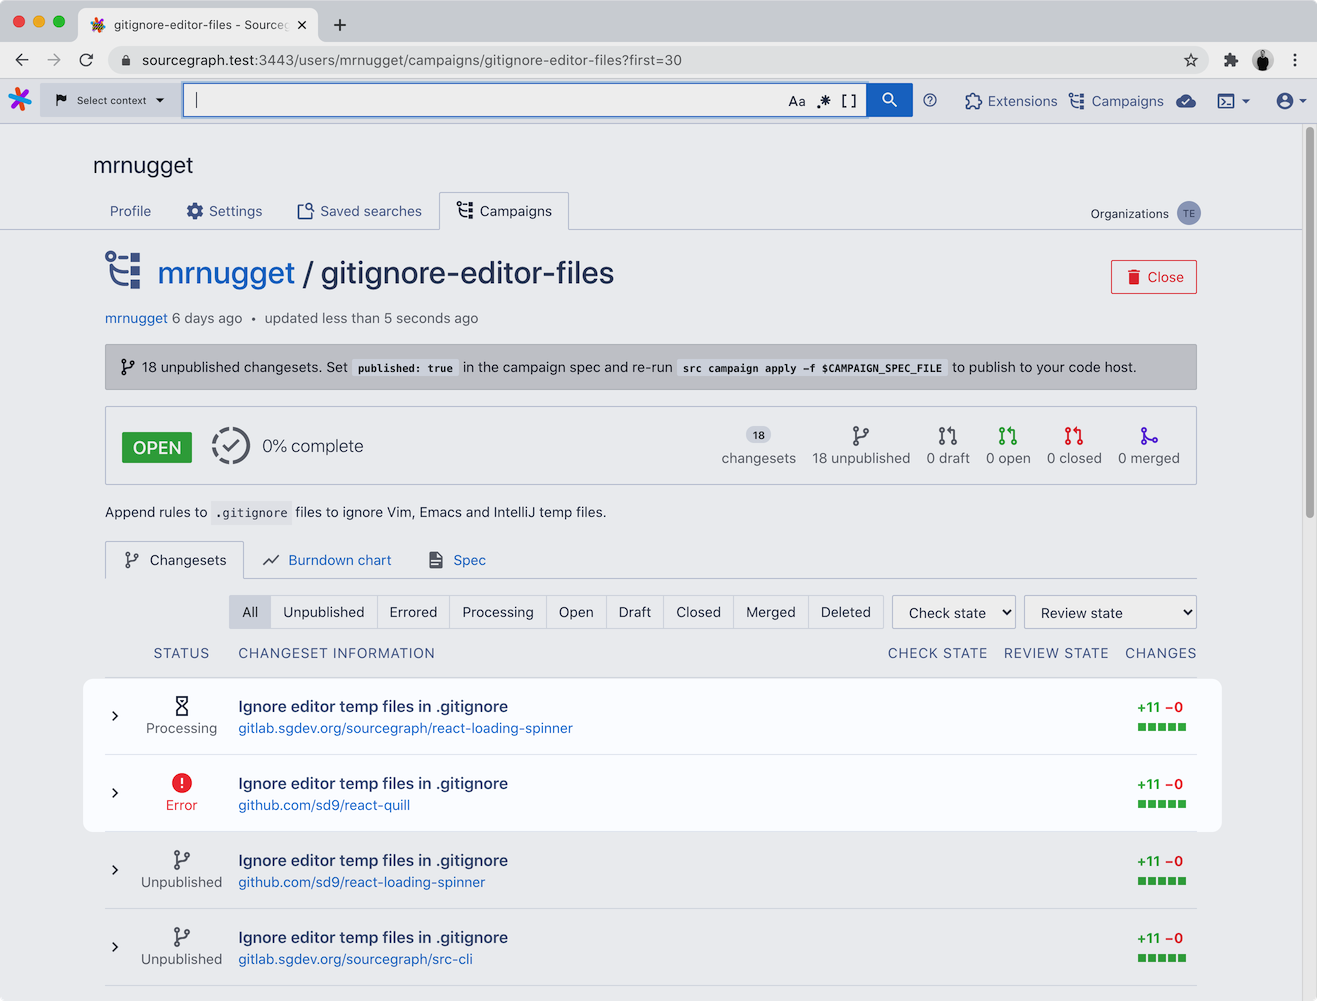 gitignore-editor-files - Sourceg
sourcegraph.test:3443/users/mrnugget/campaigns/gitignore-editor-files?first=30
Select context
Aa .* [ ]
Extensions
Campaigns
mrnugget
Profile
Settings
Saved searches
Campaigns
Organizations TE
mrnugget / gitignore-editor-files
Close
mrnugget 6 days ago • updated less than 5 seconds ago
18 unpublished changesets. Set published: true in the campaign spec and re-run src campaign apply -f $CAMPAIGN_SPEC_FILE to publish to your code host.
OPEN
0% complete
18
changesets
18 unpublished
0 draft
0 open
0 closed
0 merged
Append rules to .gitignore files to ignore Vim, Emacs and IntelliJ temp files.
Changesets
Burndown chart
Spec
All
Unpublished
Errored
Processing
Open
Draft
Closed
Merged
Deleted
Check state
Review state
STATUS
CHANGESET INFORMATION
CHECK STATE
REVIEW STATE
CHANGES
Processing
Ignore editor temp files in .gitignore
gitlab.sgdev.org/sourcegraph/react-loading-spinner
+11 −0
Error
Ignore editor temp files in .gitignore
github.com/sd9/react-quill
+11 −0
Unpublished
Ignore editor temp files in .gitignore
github.com/sd9/react-loading-spinner
+11 −0
Unpublished
Ignore editor temp files in .gitignore
gitlab.sgdev.org/sourcegraph/src-cli
+11 −0